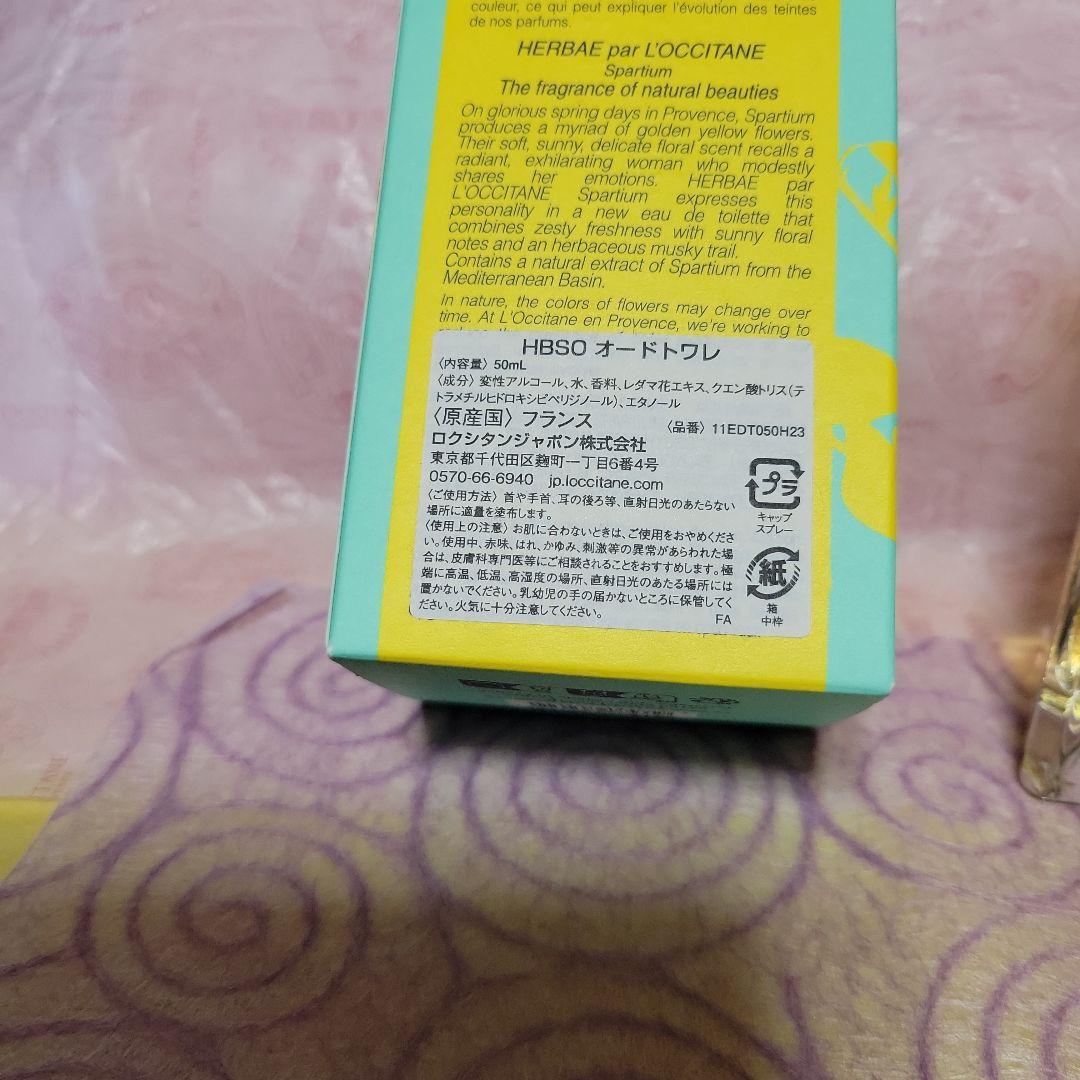 couleur, ce qui peut expliquer l'évolution des teintes
de nos parfums.
HERBAE par L'OCCITANE
Spartium
The fragrance of natural beauties
On glorious spring days in Provence, Spartium
produces a myriad of golden yellow flowers.
Their soft, sunny, delicate floral scent recalls a
radiant, exhilarating woman who modestly
shares her emotions. HERBAE par
L'OCCITANE Spartium expresses this
personality in a new eau de toilette that
combines zesty freshness with sunny floral
notes and an herbaceous musky trail.
Contains a natural extract of Spartium from the
Mediterranean Basin.
In nature, the colors of flowers may change over
time. At L'Occitane en Provence, we're working to
HBSO オードトワレ
〈内容量〉 50mL
〈成分〉 変性アルコール、水、香料、レダマ花エキス、クエン酸トリス(テ
トラメチルヒドロキシピペリジノール)、エタノール
〈原産国〉 フランス 〈品番〉 11EDT050H23
ロクシタンジャポン株式会社
東京都千代田区麹町一丁目6番4号
0570-66-6940 jp.loccitane.com
プラ
キャップ
スプレー
〈ご使用方法〉 首や手首、耳の後ろ等、直射日光のあたらない
場所に適量を塗布します。
〈使用上の注意〉 お肌に合わないときは、ご使用をおやめくださ
い。使用中、赤味、はれ、かゆみ、刺激等の異常があらわれた場
合は、皮膚科専門医等にご相談されることをおすすめします。極
端に高温、低温、高湿度の場所、直射日光のあたる場所には
置かないでください。乳幼児の手の届かないところに保管してく
ださい。火気に十分注意してください。
FA
紙
箱
中枠